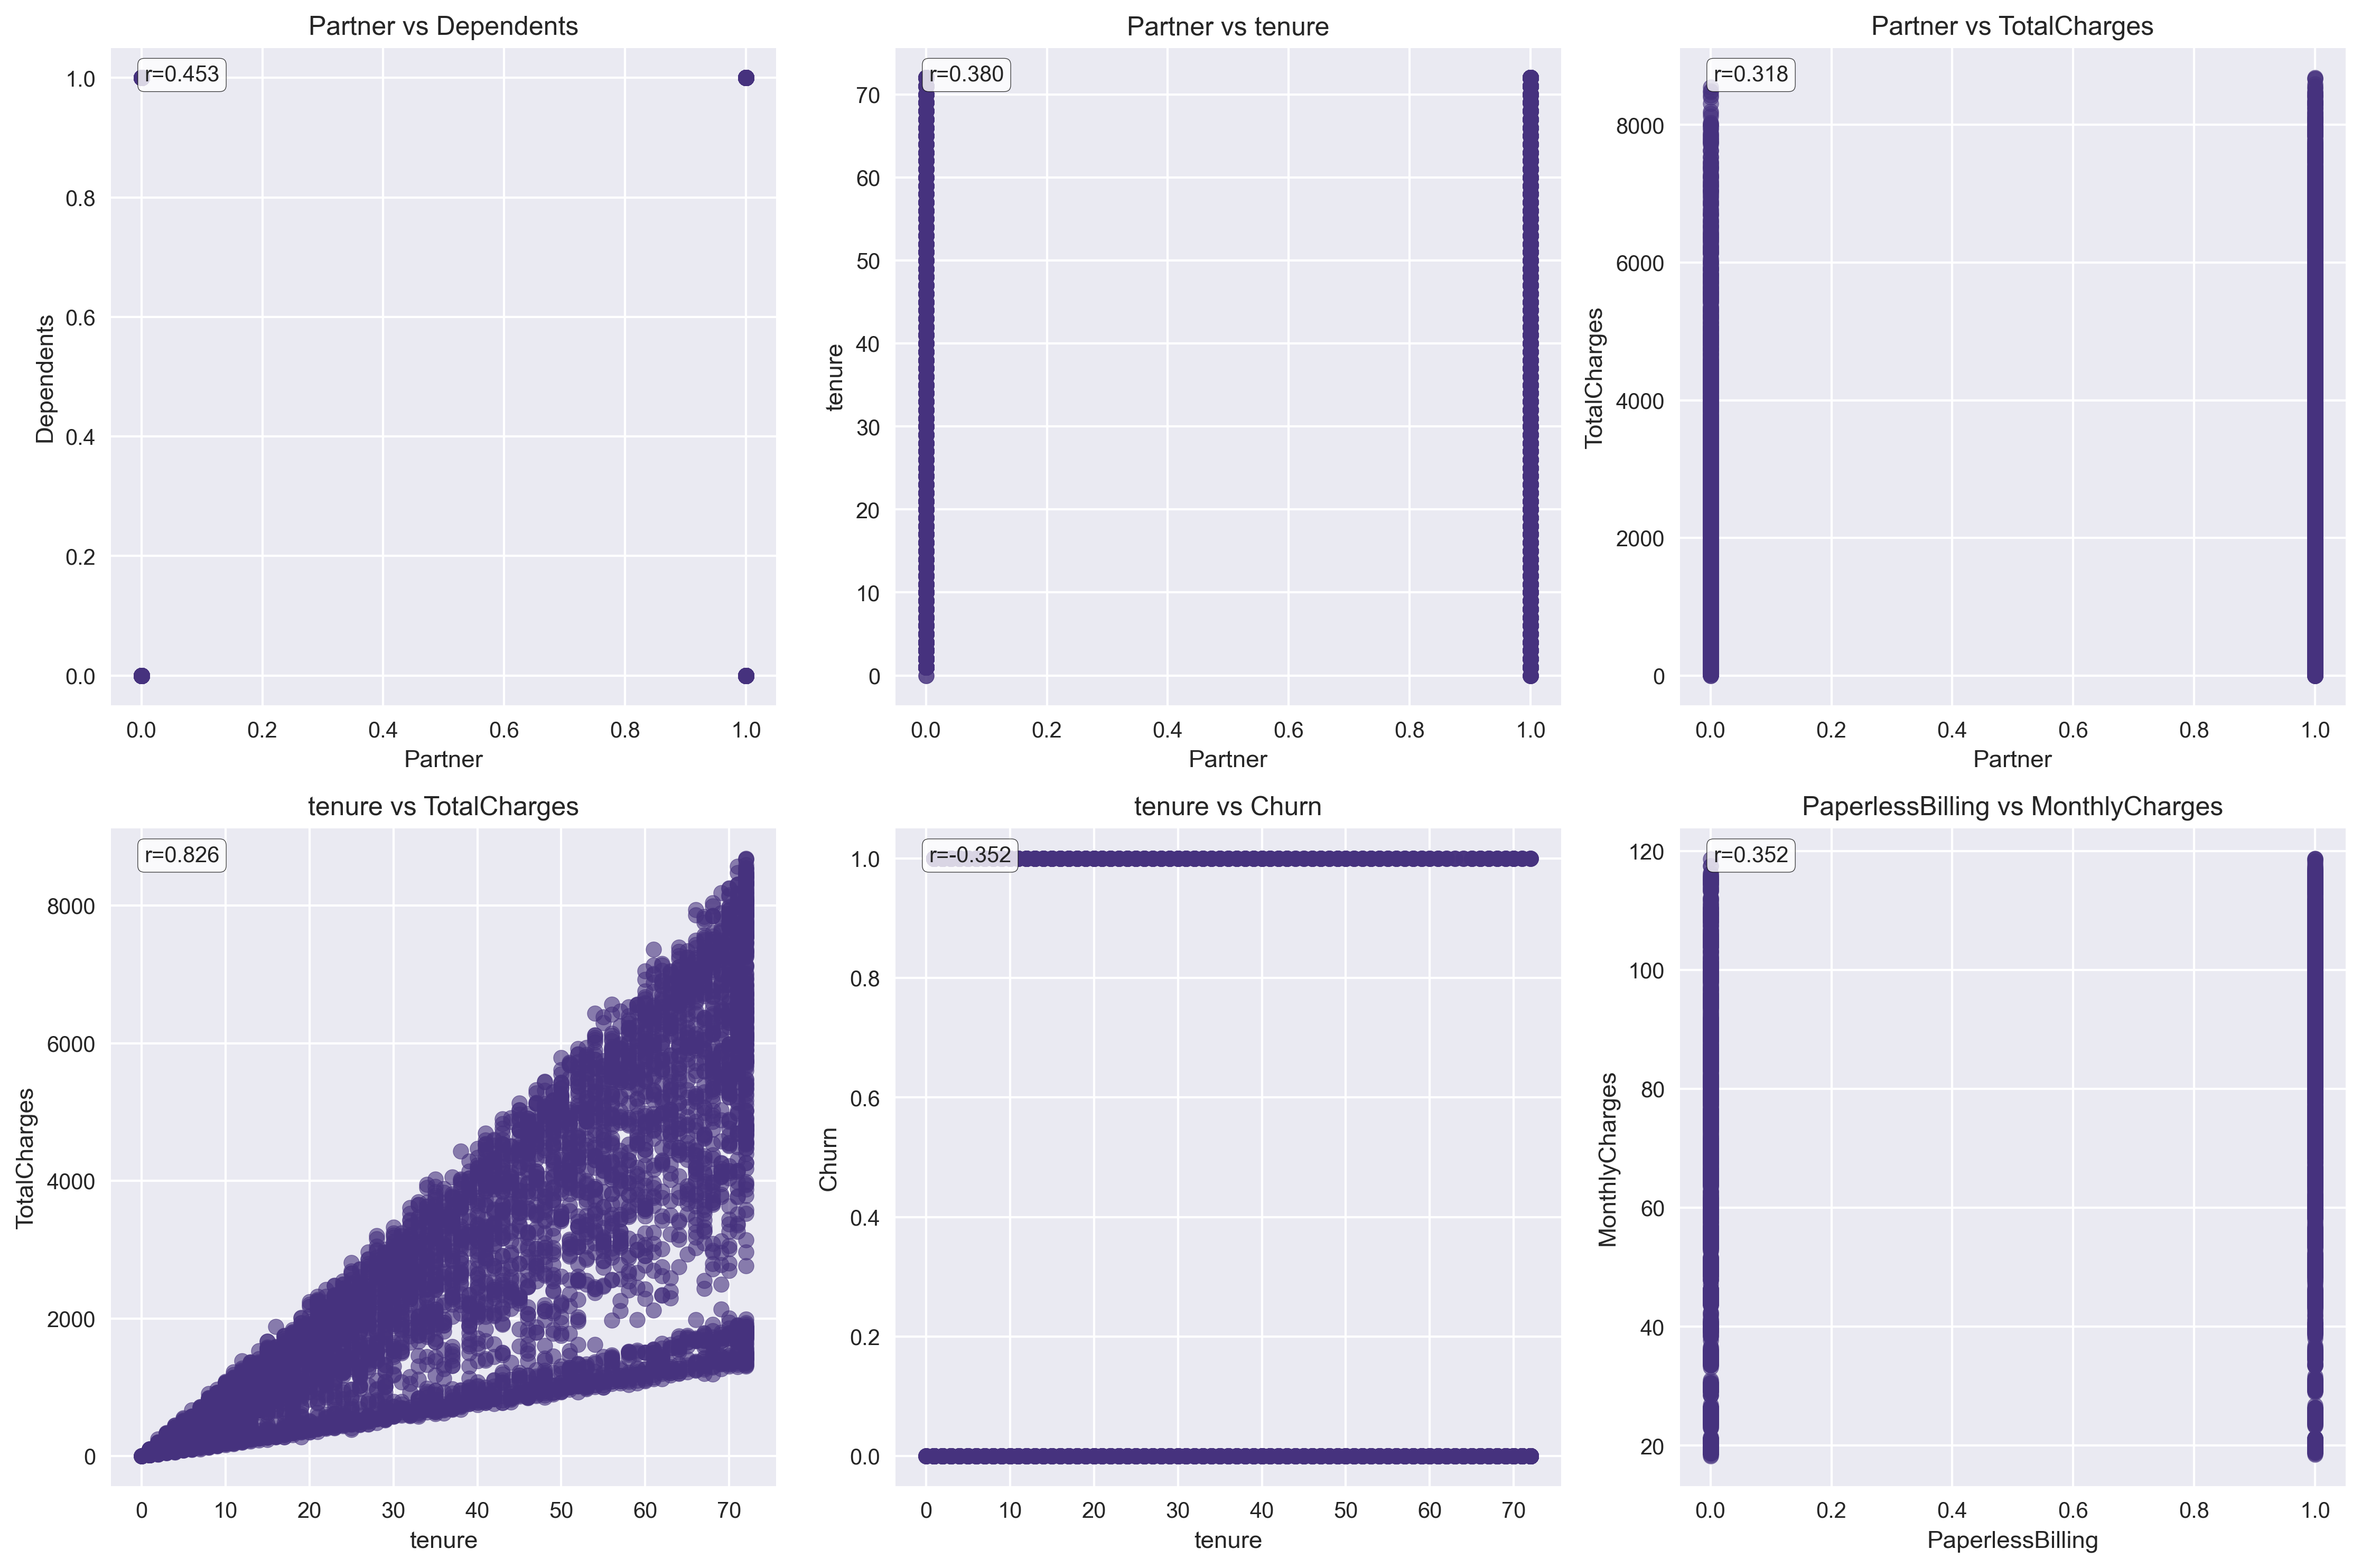 Partner vs Dependents
r=0.453
1.0
0.8
0.6
0.4
0.2
0.0
Dependents
0.0 0.2 0.4 0.6 0.8 1.0
Partner
Partner vs tenure
r=0.380
70
60
50
40
30
20
10
0
tenure
0.0 0.2 0.4 0.6 0.8 1.0
Partner
Partner vs TotalCharges
r=0.318
8000
6000
4000
2000
0
TotalCharges
0.0 0.2 0.4 0.6 0.8 1.0
Partner
tenure vs TotalCharges
r=0.826
8000
6000
4000
2000
0
TotalCharges
0 10 20 30 40 50 60 70
tenure
tenure vs Churn
r=-0.352
1.0
0.8
0.6
0.4
0.2
0.0
Churn
0 10 20 30 40 50 60 70
tenure
PaperlessBilling vs MonthlyCharges
r=0.352
120
100
80
60
40
20
MonthlyCharges
0.0 0.2 0.4 0.6 0.8 1.0
PaperlessBilling